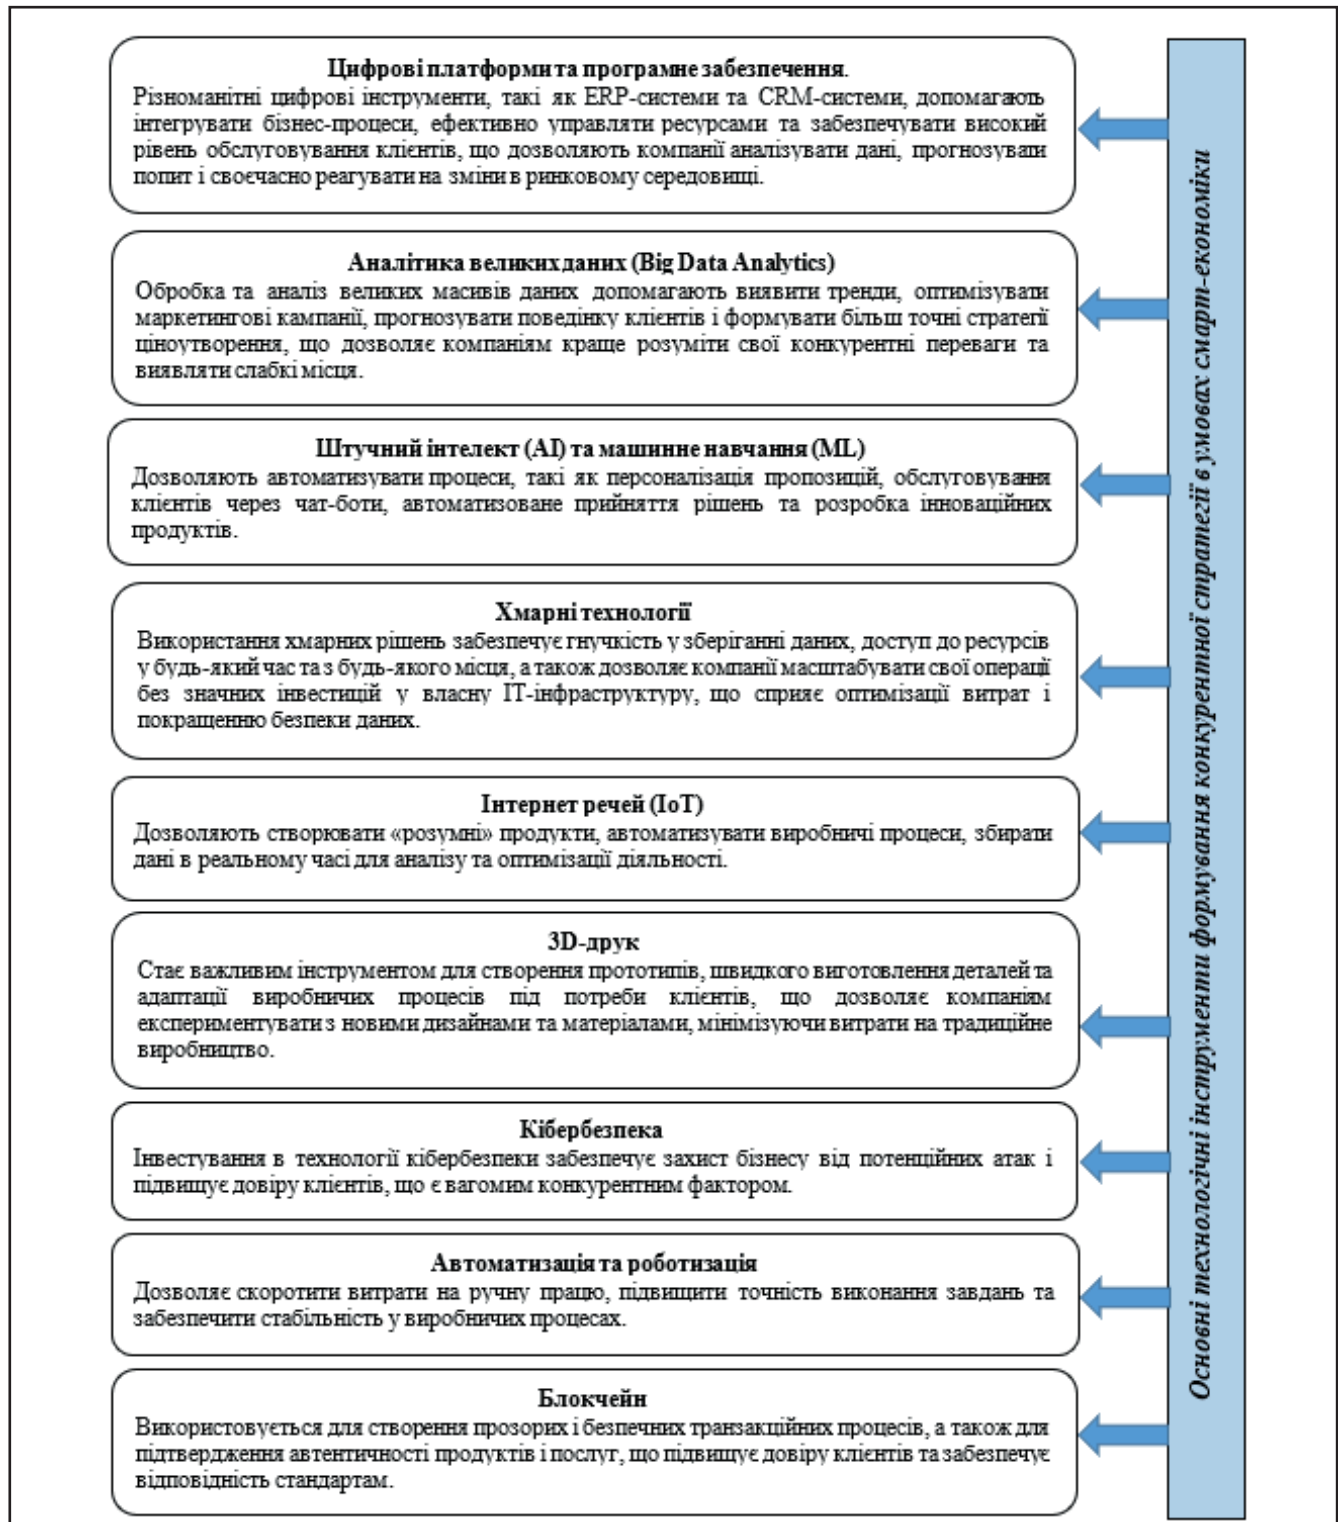 Цифрові платформи та програмне забезпечення.
Різноманітні цифрові інструменти, такі як ERP-системи та CRM-системи, допомагають
інтегрувати бізнес-процеси, ефективно управляти ресурсами та забезпечувати високий
рівень обслуговування клієнтів, що дозволяють компанії аналізувати дані, прогнозувати
попит і своєчасно реагувати на зміни в ринковому середовищі.
Аналітика великих даних (Big Data Analytics)
Обробка та аналіз великих масивів даних допомагають виявити тренди, оптимізувати
маркетингові кампанії, прогнозувати поведінку клієнтів і формувати більш точні стратегії
ціноутворення, що дозволяє компаніям краще розуміти свої конкурентні переваги та
виявляти слабкі місця.
Штучний інтелект (AI) та машинне навчання (ML)
Дозволяють автоматизувати процеси, такі як персоналізація пропозицій, обслуговування
клієнтів через чат-боти, автоматизоване прийняття рішень та розробка інноваційних
продуктів.
Хмарні технології
Використання хмарних рішень забезпечує гнучкість у зберіганні даних, доступ до ресурсів
у будь-який час та з будь-якого місця, а також дозволяє компанії масштабувати свої операції
без значних інвестицій у власну ІТ-інфраструктуру, що сприяє оптимізації витрат і
покращенню безпеки даних.
Інтернет речей (IoT)
Дозволяють створювати «розумні» продукти, автоматизувати виробничі процеси, збирати
дані в реальному часі для аналізу та оптимізації діяльності.
3D-друк
Стає важливим інструментом для створення прототипів, швидкого виготовлення деталей та
адаптації виробничих процесів під потреби клієнтів, що дозволяє компаніям
експериментувати з новими дизайнами та матеріалами, мінімізуючи витрати на традиційне
виробництво.
Кібербезпека
Інвестування в технології кібербезпеки забезпечує захист бізнесу від потенційних атак і
підвищує довіру клієнтів, що є вагомим конкурентним фактором.
Автоматизація та роботизація
Дозволяє скоротити витрати на ручну працю, підвищити точність виконання завдань та
забезпечити стабільність у виробничих процесах.
Блокчейн
Використовується для створення прозорих і безпечних транзакційних процесів, а також для
підтвердження автентичності продуктів і послуг, що підвищує довіру клієнтів та забезпечує
відповідність стандартам.
Основні технологічні інструменти формування конкурентної стратегії в умовах смарт-економіки